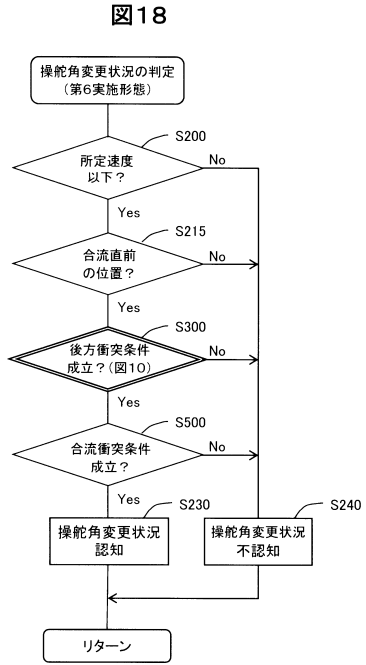 図18
操舵角変更状況の判定
(第6実施形態)
S200
所定速度
以下?
No
Yes
S215
合流直前
の位置?
No
Yes
S300
後方衝突条件
成立?(図10)
No
Yes
S500
合流衝突条件
成立?
No
Yes
S230
操舵角変更状況
認知
S240
操舵角変更状況
不認知
リターン